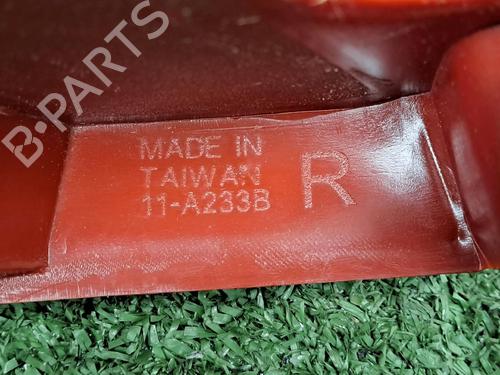 B-PARTS
MADE IN
TAIWAN
11-A233B
R